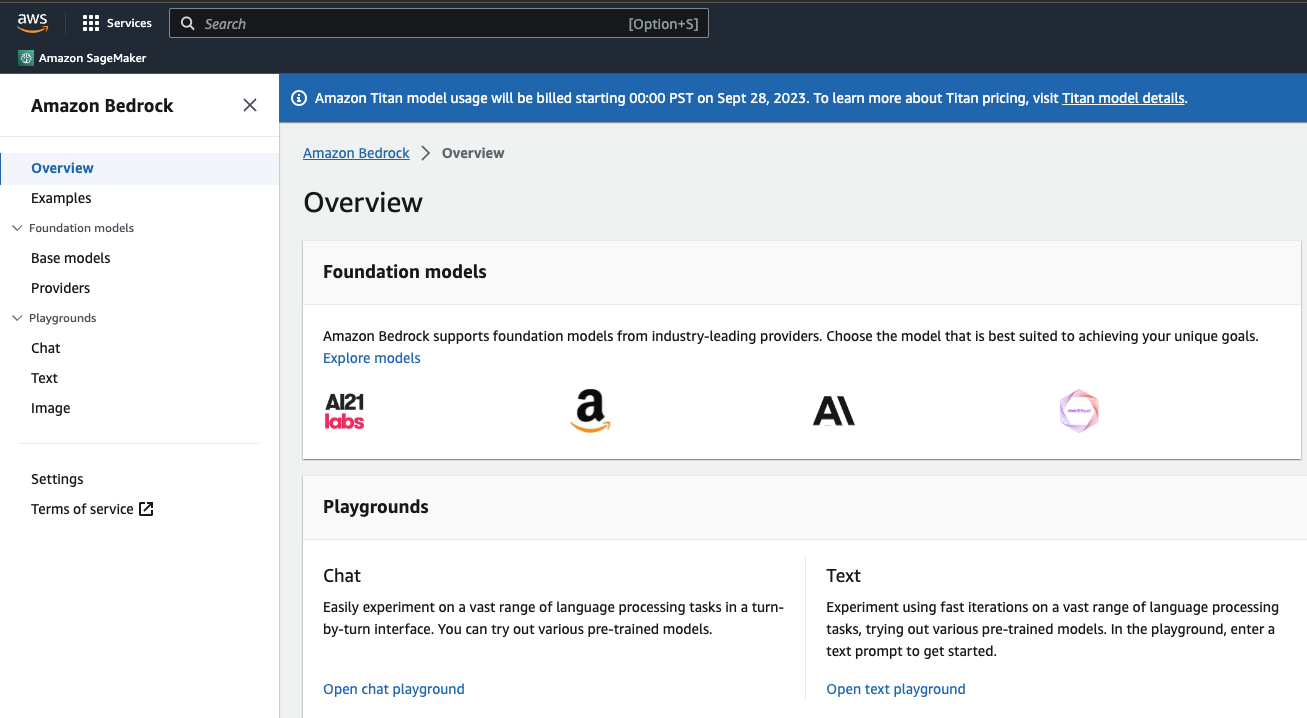 aws
Services
Search
[Option+S]
Amazon SageMaker
Amazon Bedrock
Overview
Examples
Foundation models
Base models
Providers
Playgrounds
Chat
Text
Image
Settings
Terms of service
Amazon Titan model usage will be billed starting 00:00 PST on Sept 28, 2023. To learn more about Titan pricing, visit Titan model details.
Amazon Bedrock > Overview
Overview
Foundation models
Amazon Bedrock supports foundation models from industry-leading providers. Choose the model that is best suited to achieving your unique goals.
Explore models
AI21
labs
a
A\
Playgrounds
Chat
Easily experiment on a vast range of language processing tasks in a turn-
by-turn interface. You can try out various pre-trained models.
Open chat playground
Text
Experiment using fast iterations on a vast range of language processing
tasks, trying out various pre-trained models. In the playground, enter a
text prompt to get started.
Open text playground